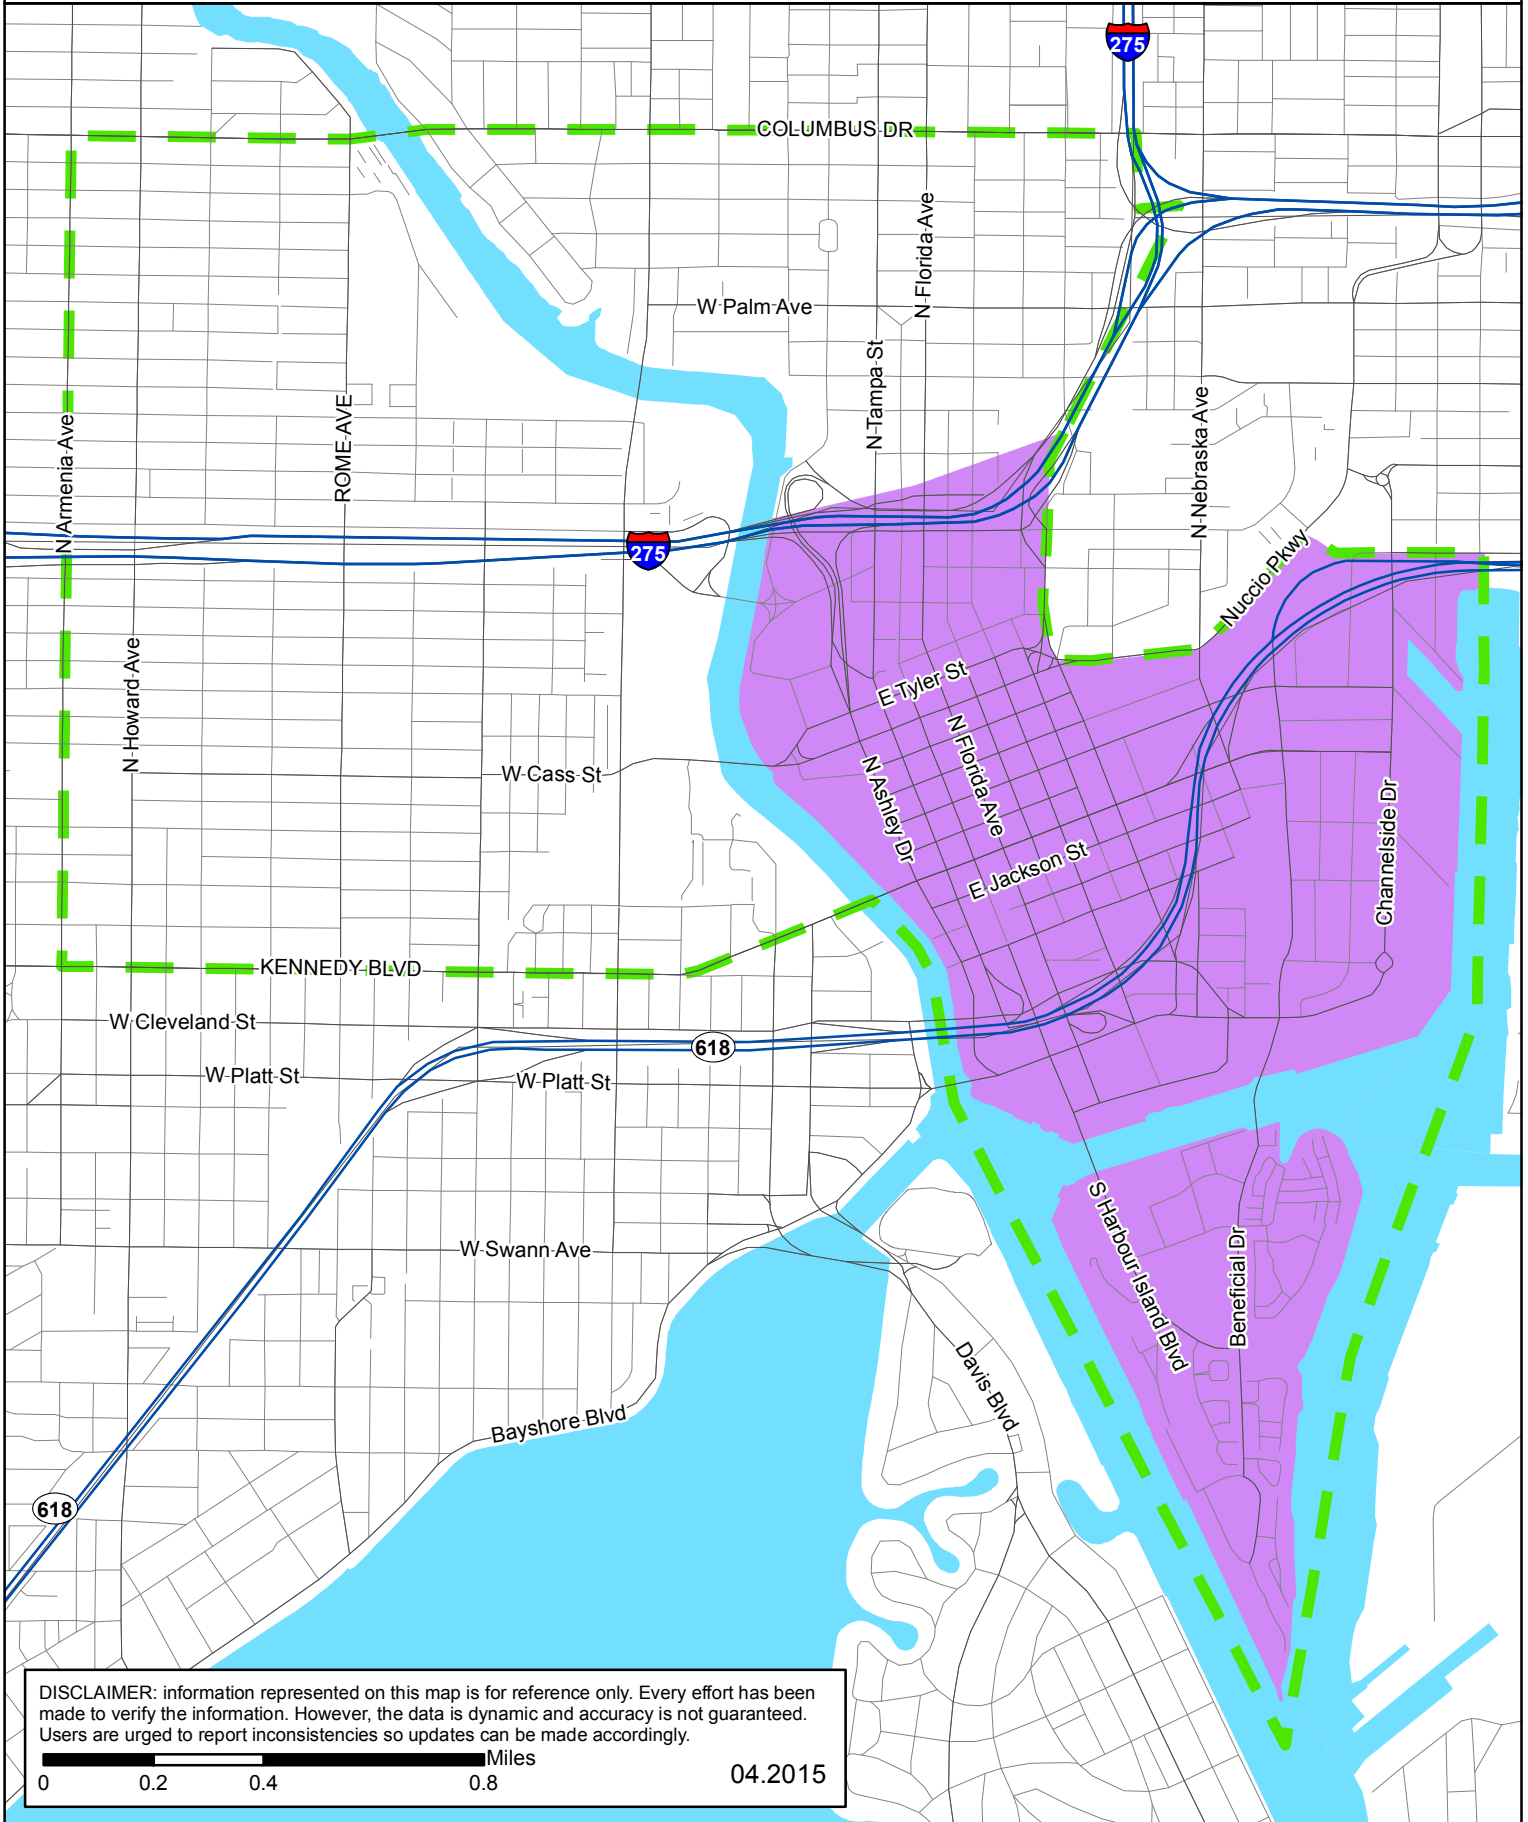 275
COLUMBUS DR
N Florida Ave
W Palm Ave
N Tampa St
N Armenia Ave
ROME AVE
N Nebraska Ave
275
Nuccio Pkwy
N Howard Ave
E Tyler St
N Florida Ave
W Cass St
N Ashley Dr
Channelside Dr
E Jackson St
KENNEDY BLVD
W Cleveland St
618
W Platt St
W Platt St
S Harbour Island Blvd
Beneficial Dr
W Swann Ave
Davis Blvd
Bayshore Blvd
618
DISCLAIMER: information represented on this map is for reference only. Every effort has been
made to verify the information. However, the data is dynamic and accuracy is not guaranteed.
Users are urged to report inconsistencies so updates can be made accordingly.
Miles
0 0.2 0.4 0.8
04.2015